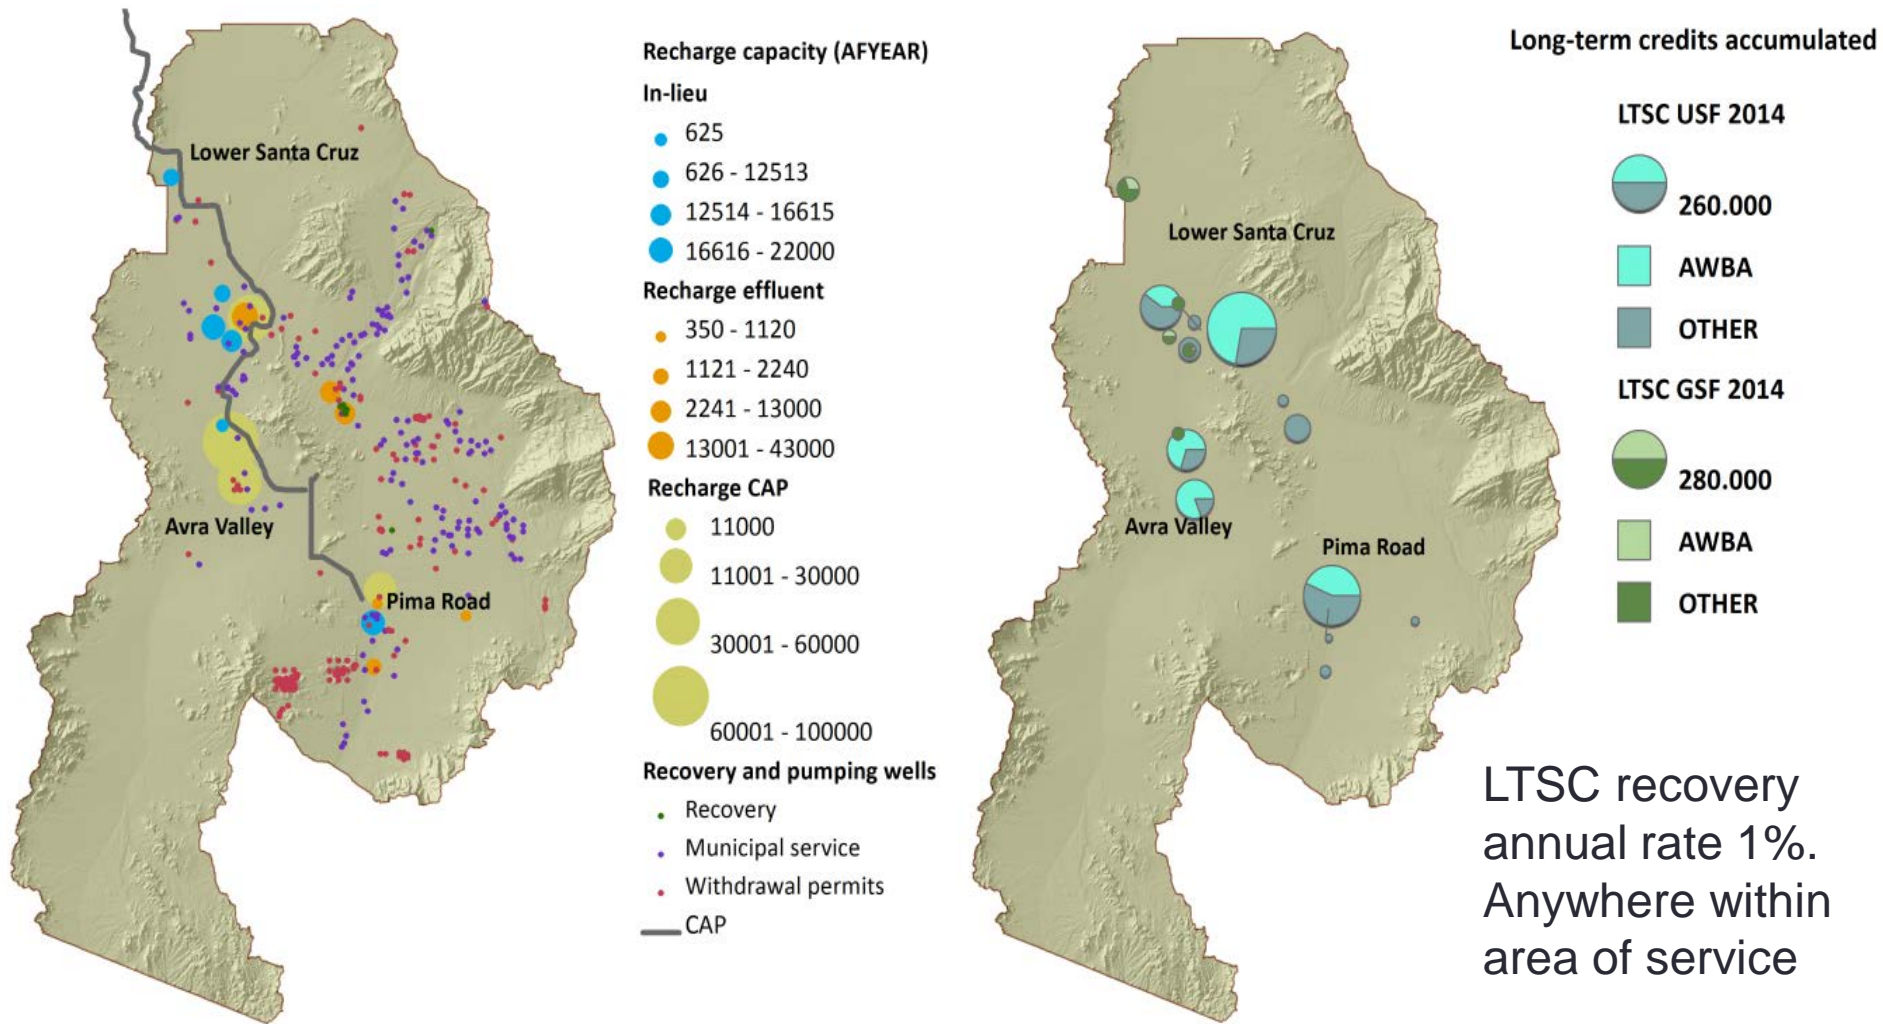 Recharge capacity (AFYEAR)
In-lieu
625
626 - 12513
12514 - 16615
16616 - 22000
Recharge effluent
350 - 1120
1121 - 2240
2241 - 13000
13001 - 43000
Recharge CAP
11000
11001 - 30000
30001 - 60000
60001 - 100000
Recovery and pumping wells
Recovery
Municipal service
Withdrawal permits
CAP
Lower Santa Cruz
Avra Valley
Pima Road
Lower Santa Cruz
Avra Valley
Pima Road
Long-term credits accumulated
LTSC USF 2014
260.000
AWBA
OTHER
LTSC GSF 2014
280.000
AWBA
OTHER
LTSC recovery
annual rate 1%.
Anywhere within
area of service